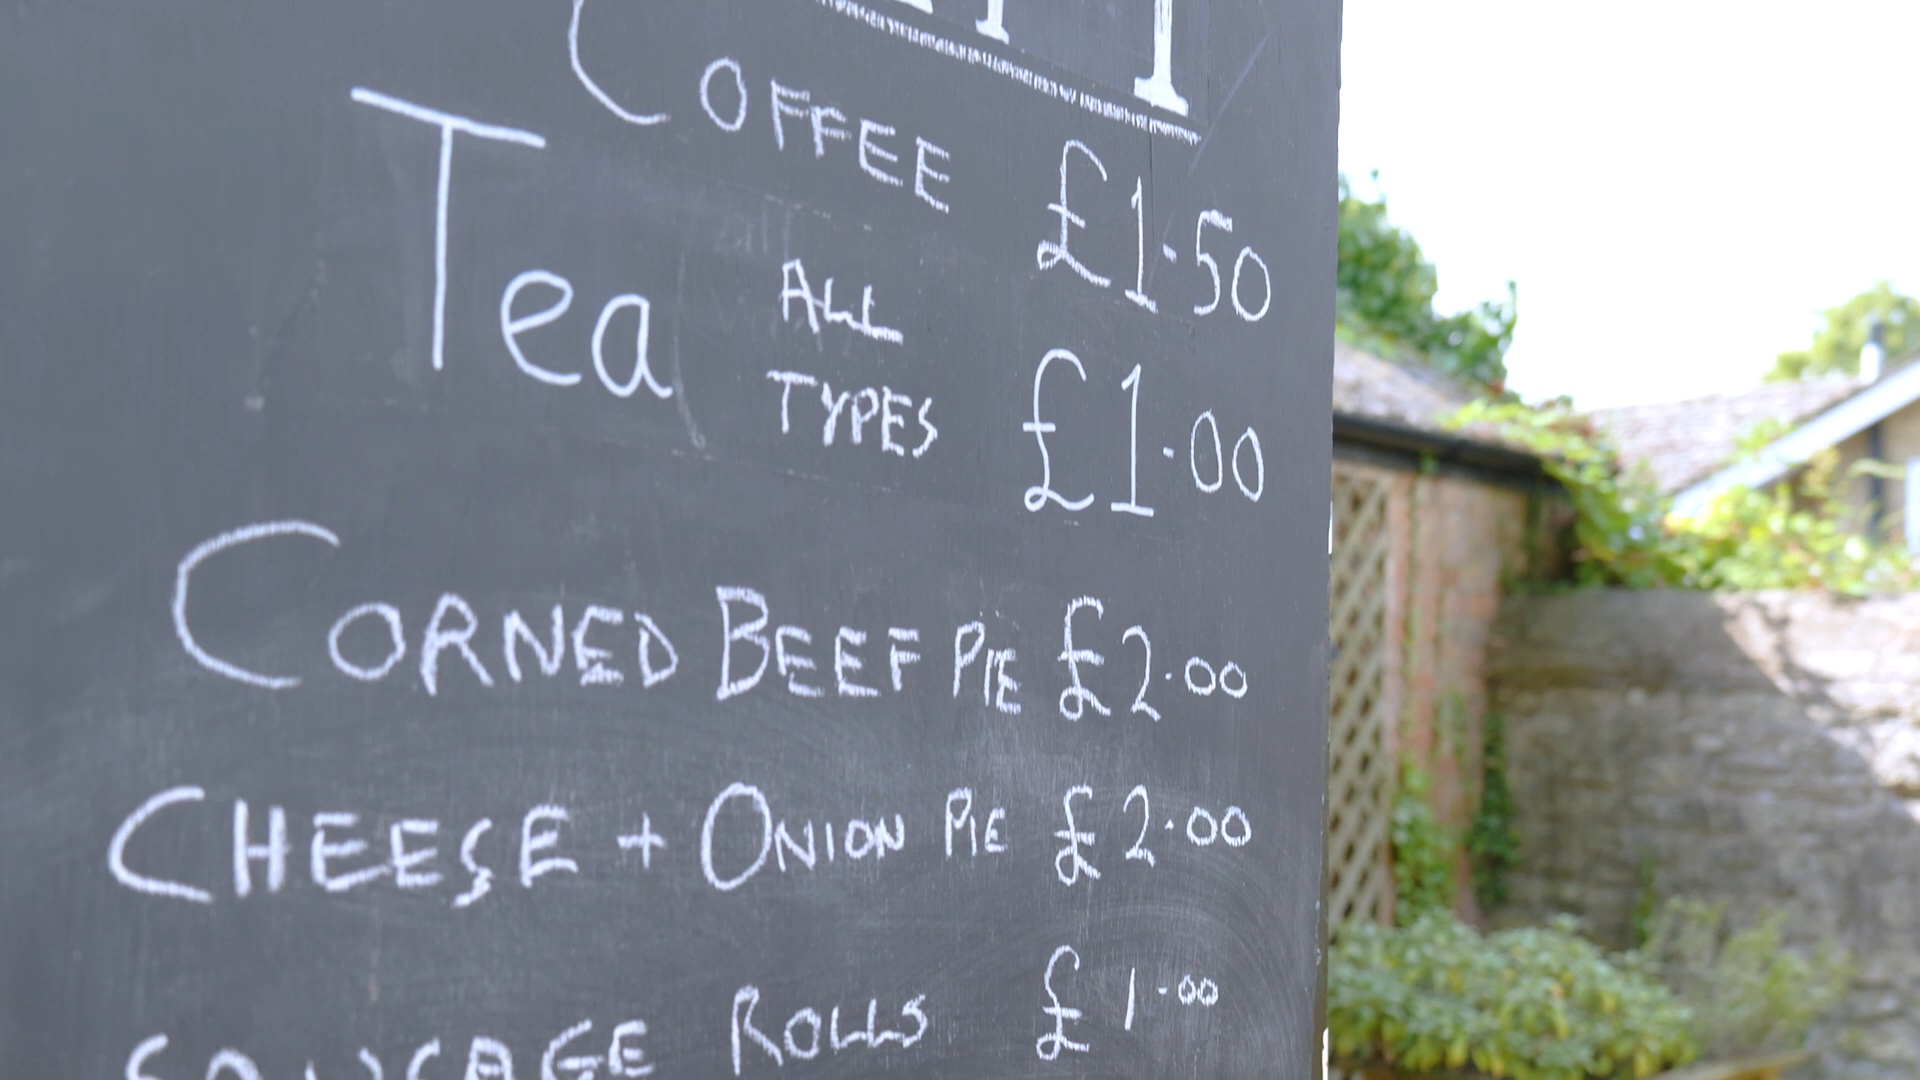 COFFEE £1.50
Tea ALL TYPES £1.00
CORNED BEEF PIE £2.00
CHEESE + ONION PIE £2.00
SAUSAGE ROLLS £1.00